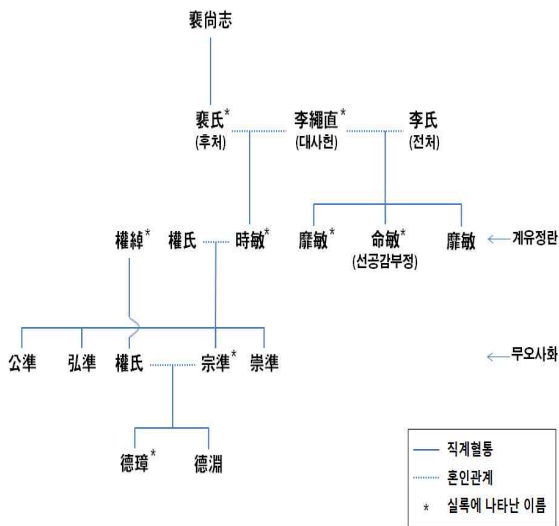 裵尙志
裵氏* 李繩直* 李氏
(후처) (대사헌) (전처)
權綽* 權氏 時敏* 靡敏* 命敏* 靡敏 ←계유정란
(선공감부정)
公準 弘準 權氏 宗準* 崇準 ←무오사화
德璋* 德淵
직계혈통
혼인관계
* 실록에 나타난 이름